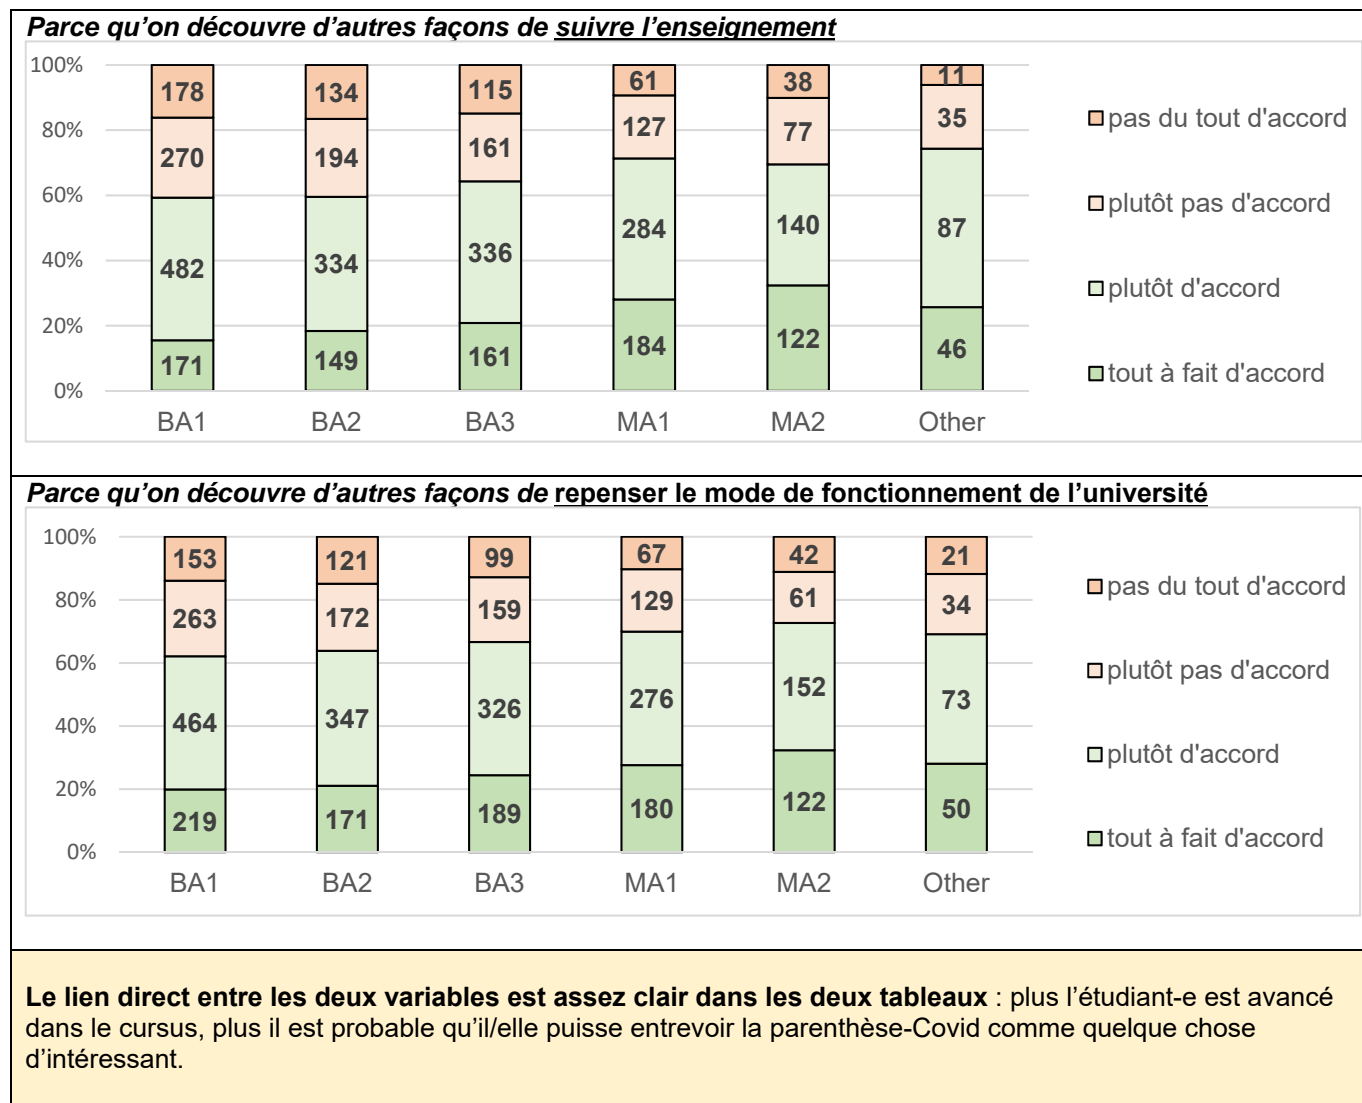 Parce qu'on découvre d'autres façons de suivre l'enseignement
100%
80%
60%
40%
20%
0%
178 134 115 61 38 11
270 194 161 127 77 35
482 334 336 284 140 87
171 149 161 184 122 46
BA1 BA2 BA3 MA1 MA2 Other
pas du tout d'accord
plutôt pas d'accord
plutôt d'accord
tout à fait d'accord
Parce qu'on découvre d'autres façons de repenser le mode de fonctionnement de l'université
100%
80%
60%
40%
20%
0%
153 121 99 67 42 21
263 172 159 129 61 34
464 347 326 276 152 73
219 171 189 180 122 50
BA1 BA2 BA3 MA1 MA2 Other
pas du tout d'accord
plutôt pas d'accord
plutôt d'accord
tout à fait d'accord
Le lien direct entre les deux variables est assez clair dans les deux tableaux : plus l'étudiant-e est avancé
dans le cursus, plus il est probable qu'il/elle puisse entrevoir la parenthèse-Covid comme quelque chose
d'intéressant.